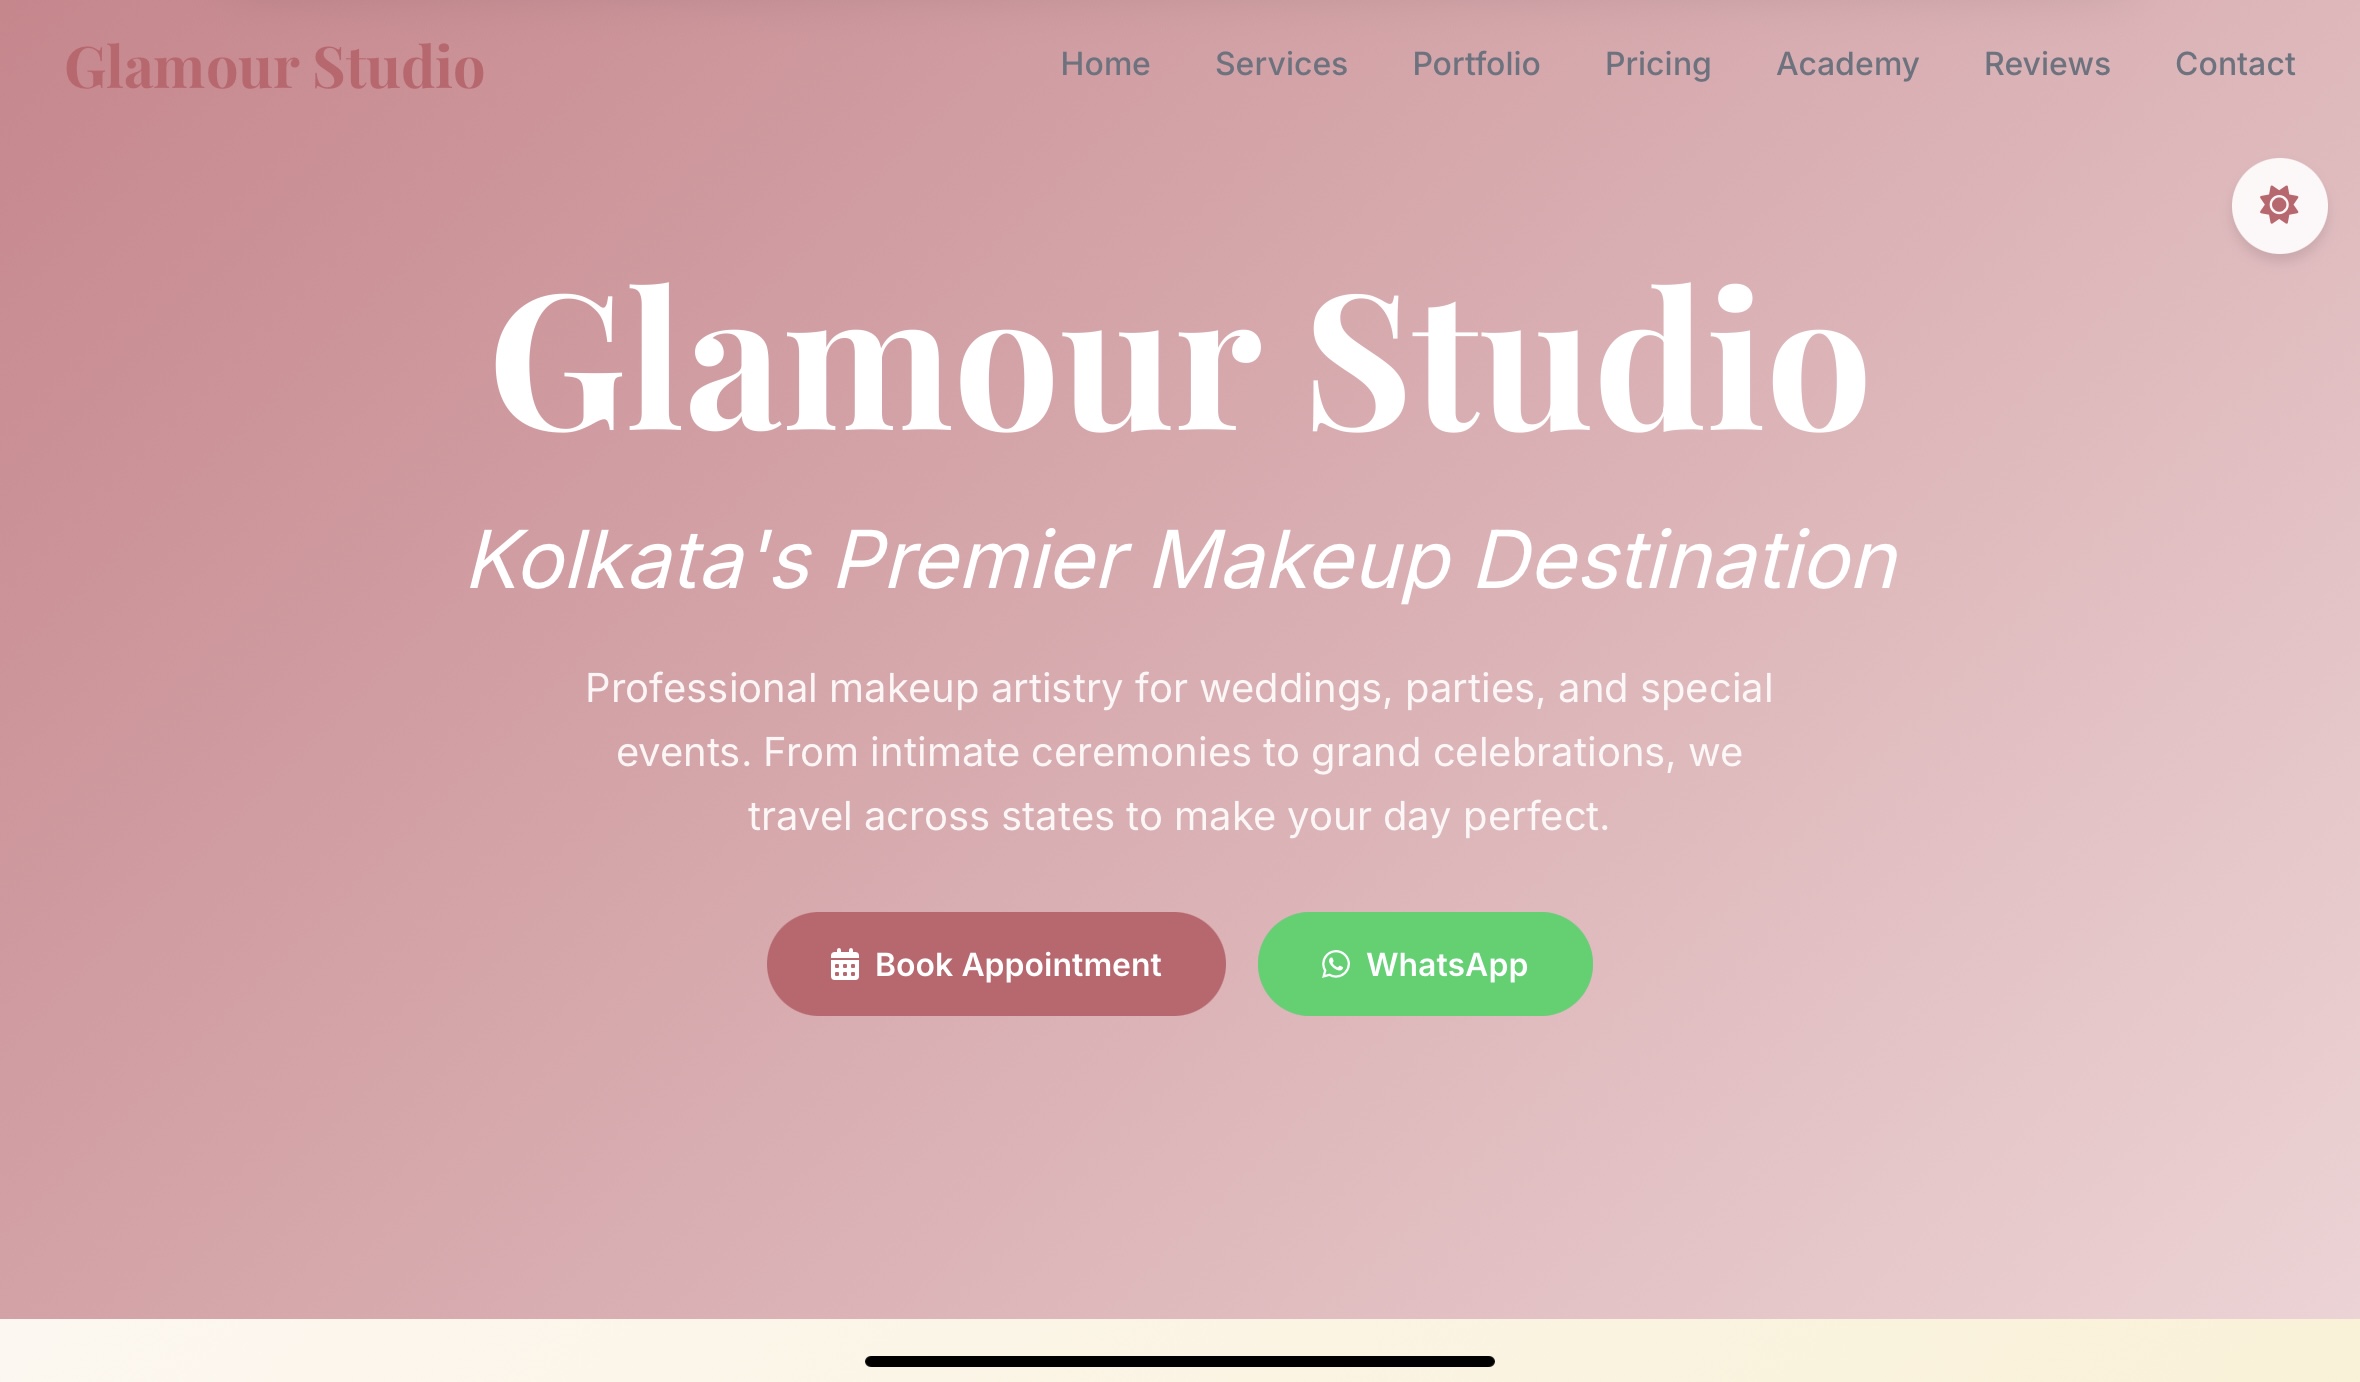 Glamour Studio
Home Services Portfolio Pricing Academy Reviews Contact
Glamour Studio
Kolkata's Premier Makeup Destination
Professional makeup artistry for weddings, parties, and special
events. From intimate ceremonies to grand celebrations, we
travel across states to make your day perfect.
Book Appointment
WhatsApp